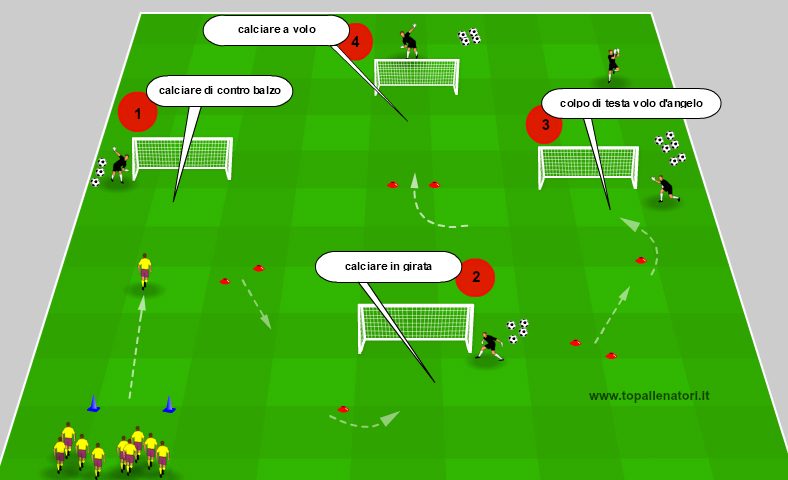 calciare a volo
4
calciare di contro balzo
1
colpo di testa volo d'angelo
3
calciare in girata
2
www.topallenatori.it